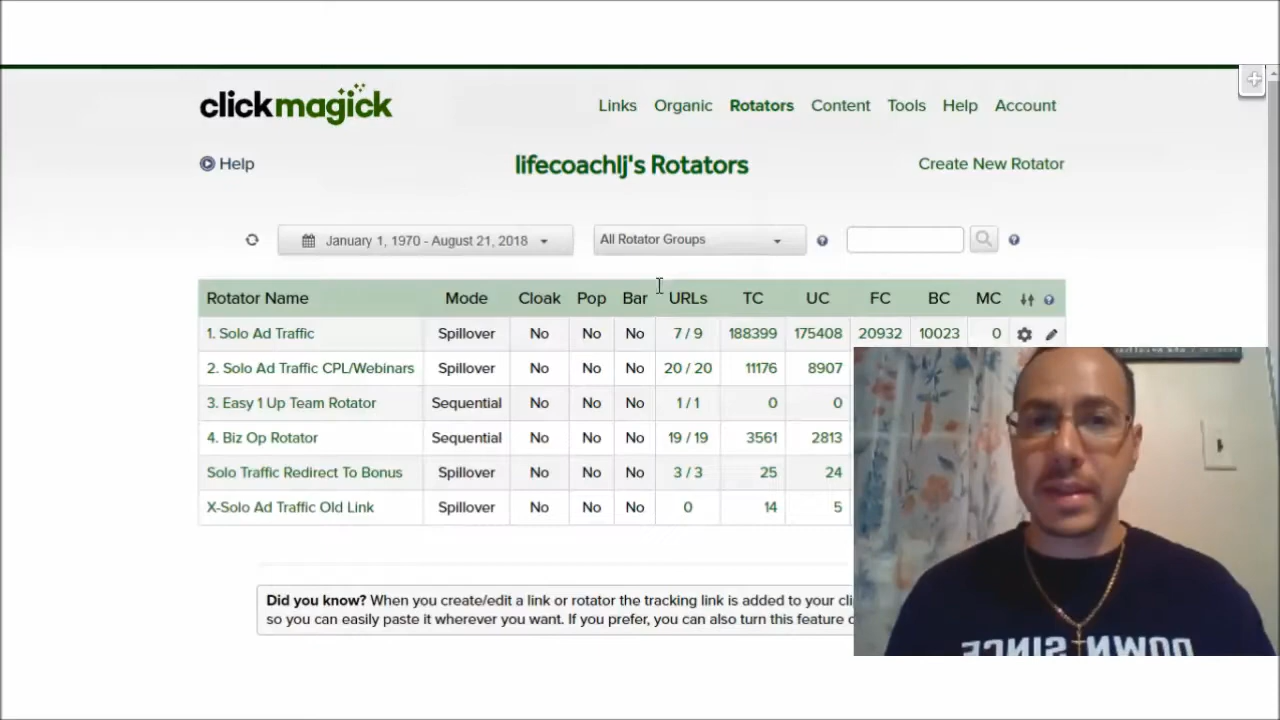 clickmagick
Links Organic Rotators Content Tools Help Account
Help
lifecoachlj's Rotators
Create New Rotator
January 1, 1970 - August 21, 2018
All Rotator Groups
Rotator Name Mode Cloak Pop Bar URLs TC UC FC BC MC
1. Solo Ad Traffic Spillover No No No 7 / 9 188399 175408 20932 10023 0
2. Solo Ad Traffic CPL/Webinars Spillover No No No 20 / 20 11176 8907
3. Easy 1 Up Team Rotator Sequential No No No 1 / 1 0 0
4. Biz Op Rotator Sequential No No No 19 / 19 3561 2813
Solo Traffic Redirect To Bonus Spillover No No No 3 / 3 25 24
X-Solo Ad Traffic Old Link Spillover No No No 0 14 5
Did you know? When you create/edit a link or rotator the tracking link is added to your cli
so you can easily paste it wherever you want. If you prefer, you can also turn this feature o
DOWN SINCE